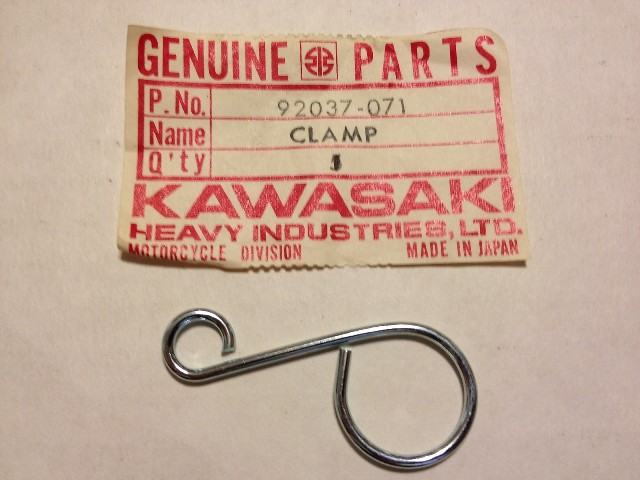 GENUINE PARTS
P.No. 92037-071
Name CLAMP
Q'ty 1
KAWASAKI
HEAVY INDUSTRIES, LTD.
MOTORCYCLE DIVISION MADE IN JAPAN